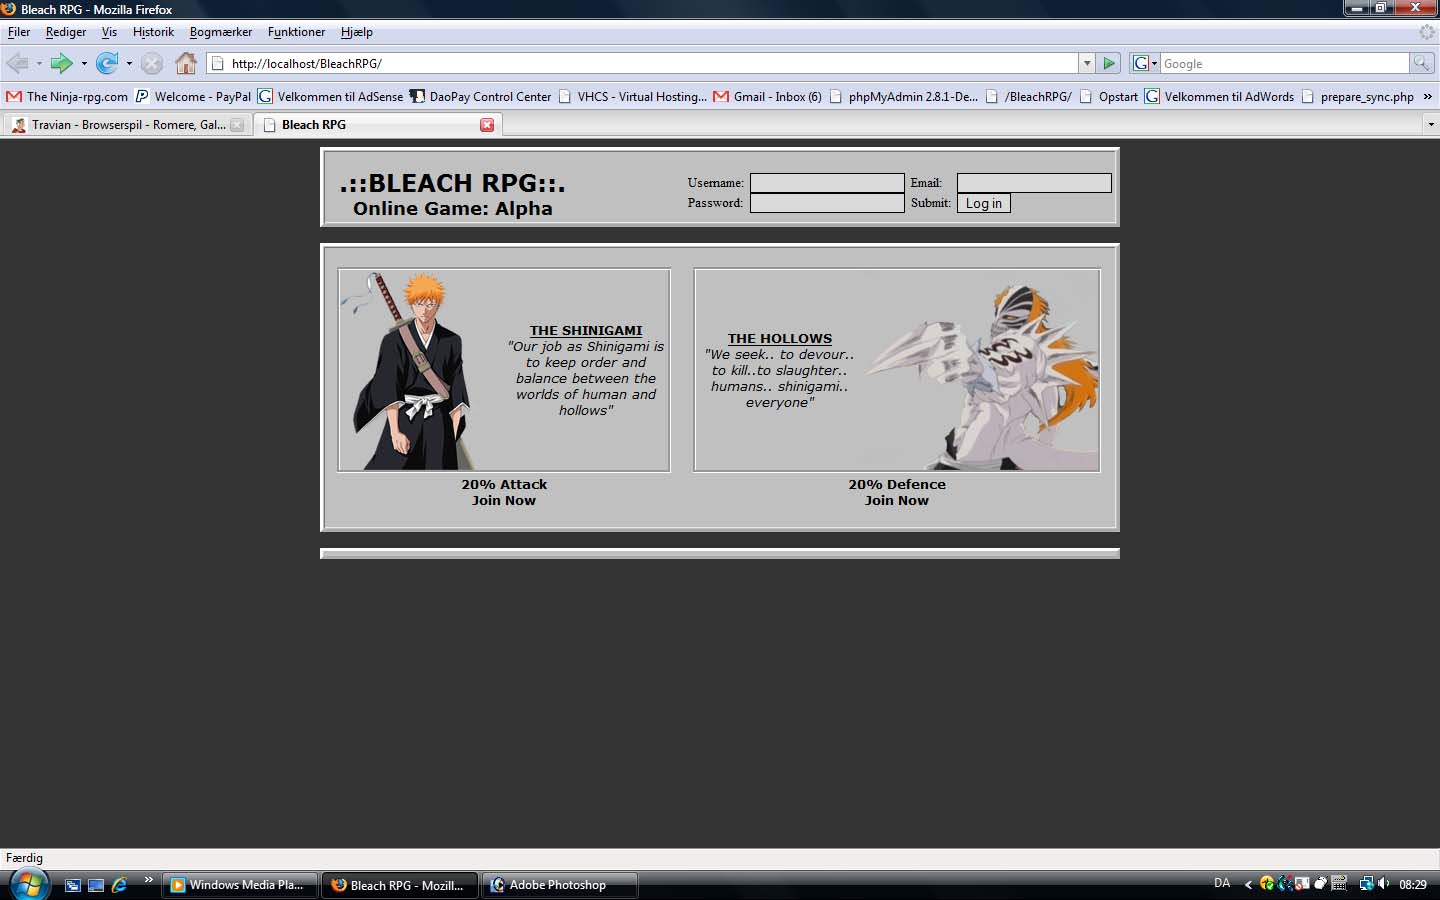 Bleach RPG - Mozilla Firefox
Filer Rediger Vis Historik Bogmærker Funktioner Hjælp
http://localhost/BleachRPG/
Google
The Ninja-rpg.com Welcome - PayPal Velkommen til AdSense DaoPay Control Center VHCS - Virtual Hosting... Gmail - Inbox (6) phpMyAdmin 2.8.1-De... /BleachRPG/ Opstart Velkommen til AdWords prepare_sync.php »
Travian - Browserspil - Romere, Gal... Bleach RPG
.::BLEACH RPG::.
Online Game: Alpha
Username: Email:
Password: Submit: Log in
THE SHINIGAMI
"Our job as Shinigami is
to keep order and
balance between the
worlds of human and
hollows"
20% Attack
Join Now
THE HOLLOWS
"We seek.. to devour..
to kill..to slaughter..
humans.. shinigami..
everyone"
20% Defence
Join Now
Færdig
» Windows Media Pla... Bleach RPG - Mozill... Adobe Photoshop DA 08:29